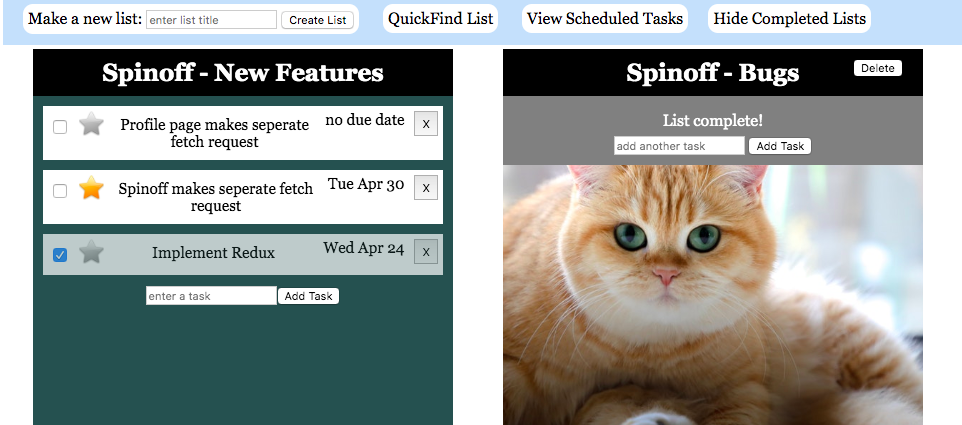 Make a new list: enter list title Create List QuickFind List View Scheduled Tasks Hide Completed Lists
Spinoff - New Features
Profile page makes seperate fetch request
no due date
X
Spinoff makes seperate fetch request
Tue Apr 30
X
Implement Redux
Wed Apr 24
X
enter a task Add Task
Spinoff - Bugs
Delete
List complete!
add another task Add Task